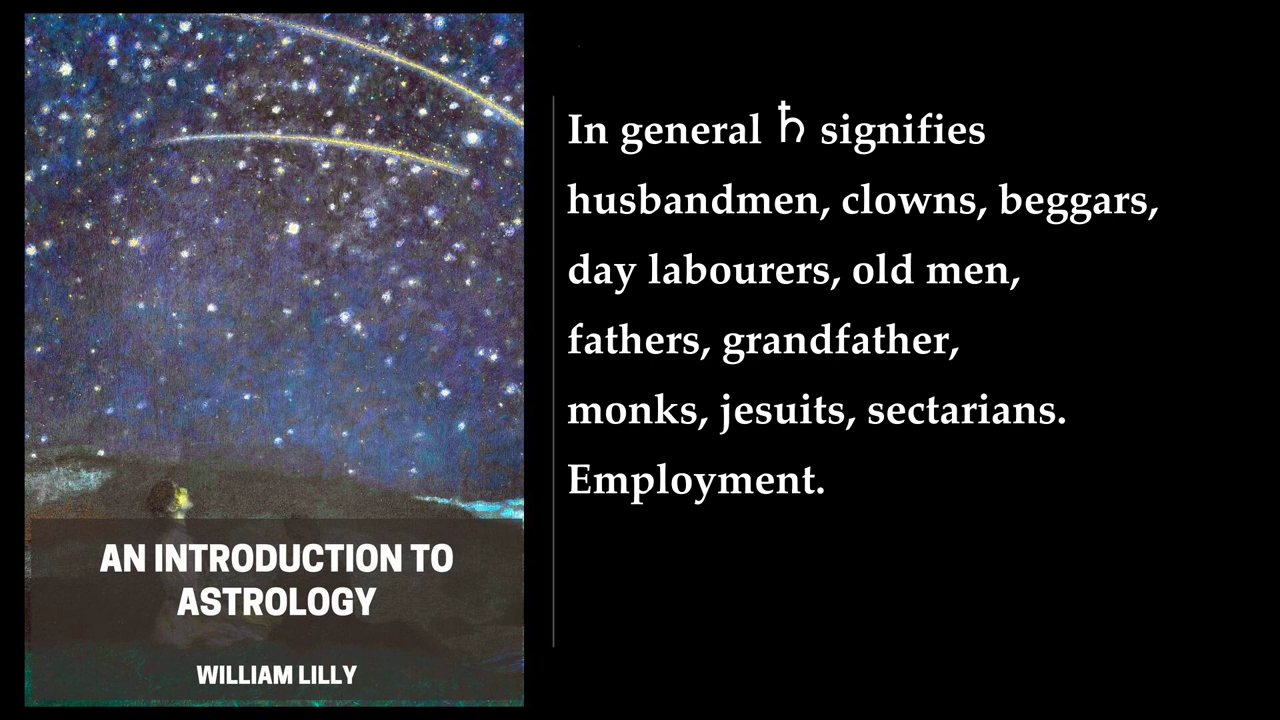 In general ♄ signifies
husbandmen, clowns, beggars,
day labourers, old men,
fathers, grandfather,
monks, jesuits, sectarians.
Employment.
AN INTRODUCTION TO
ASTROLOGY
WILLIAM LILLY